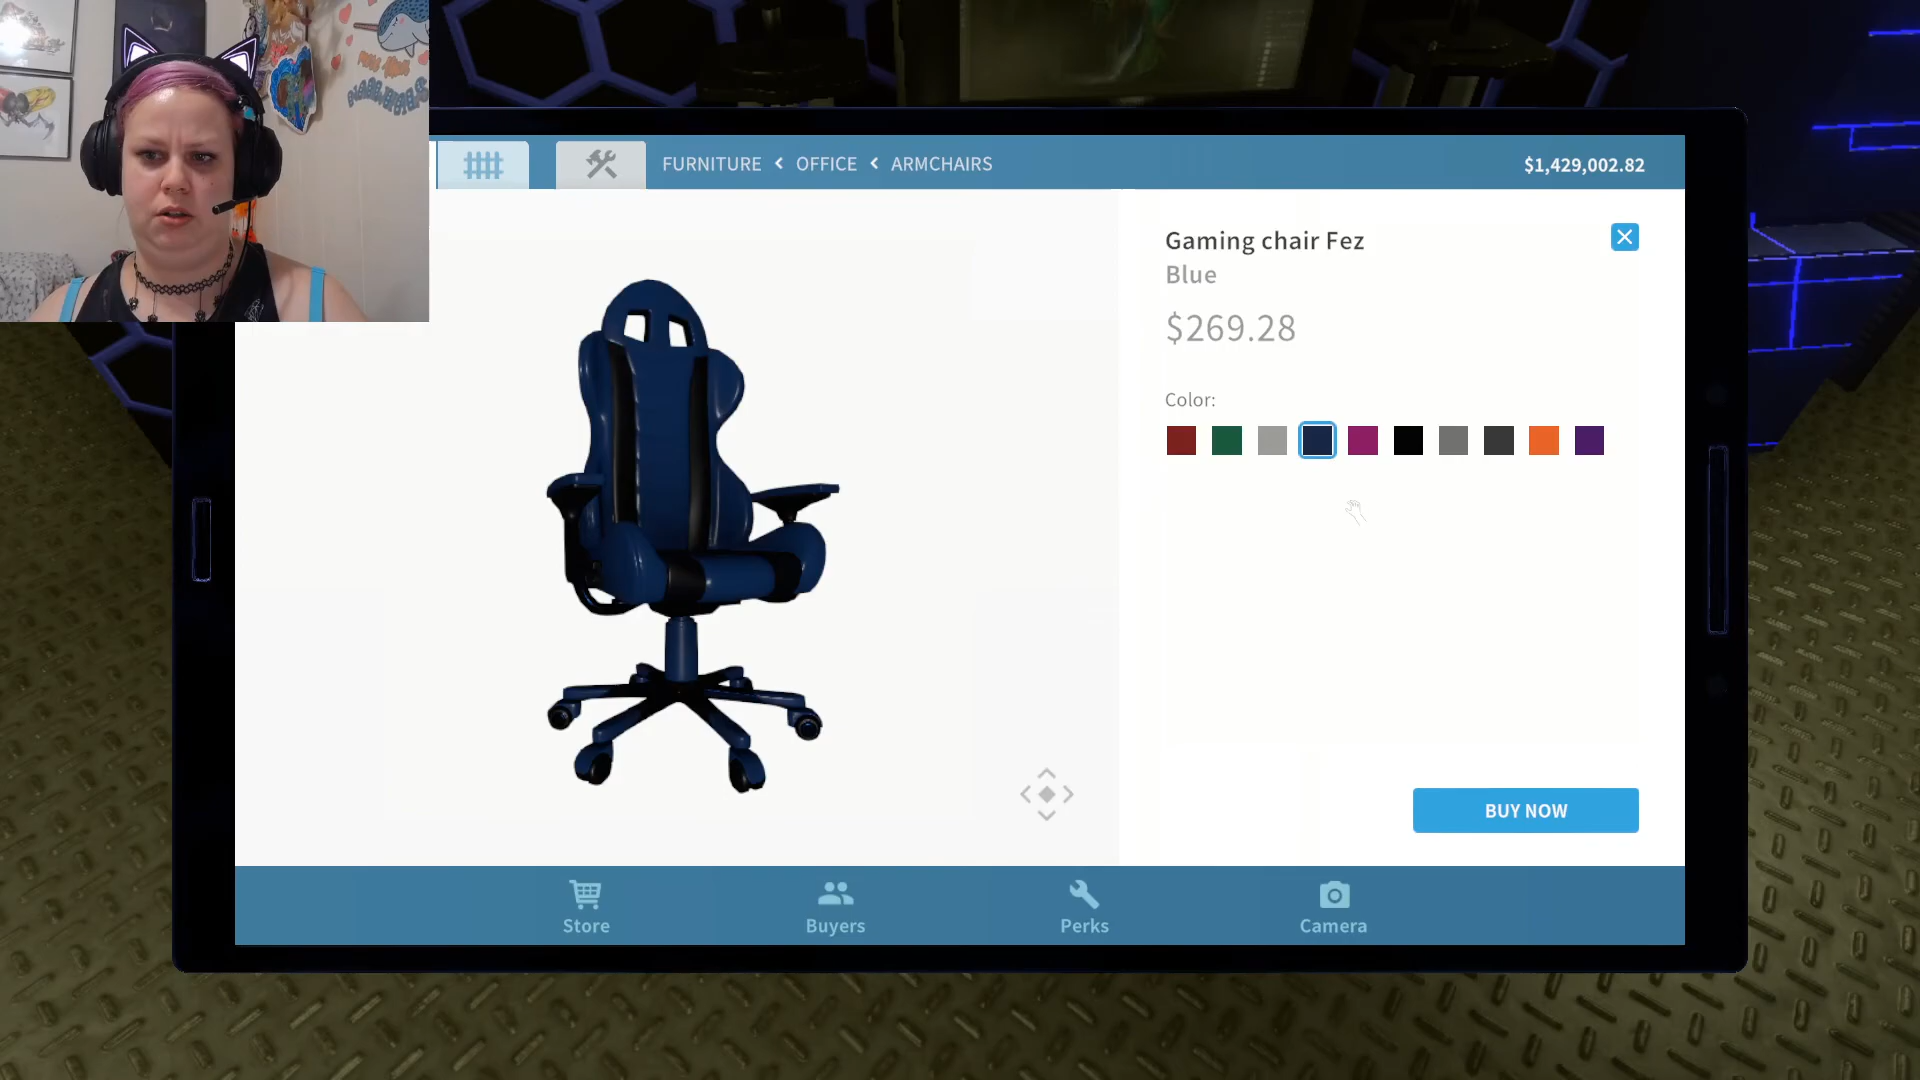 FURNITURE < OFFICE < ARMCHAIRS
$1,429,002.82
Gaming chair Fez
Blue
$269.28
Color:
BUY NOW
Store
Buyers
Perks
Camera